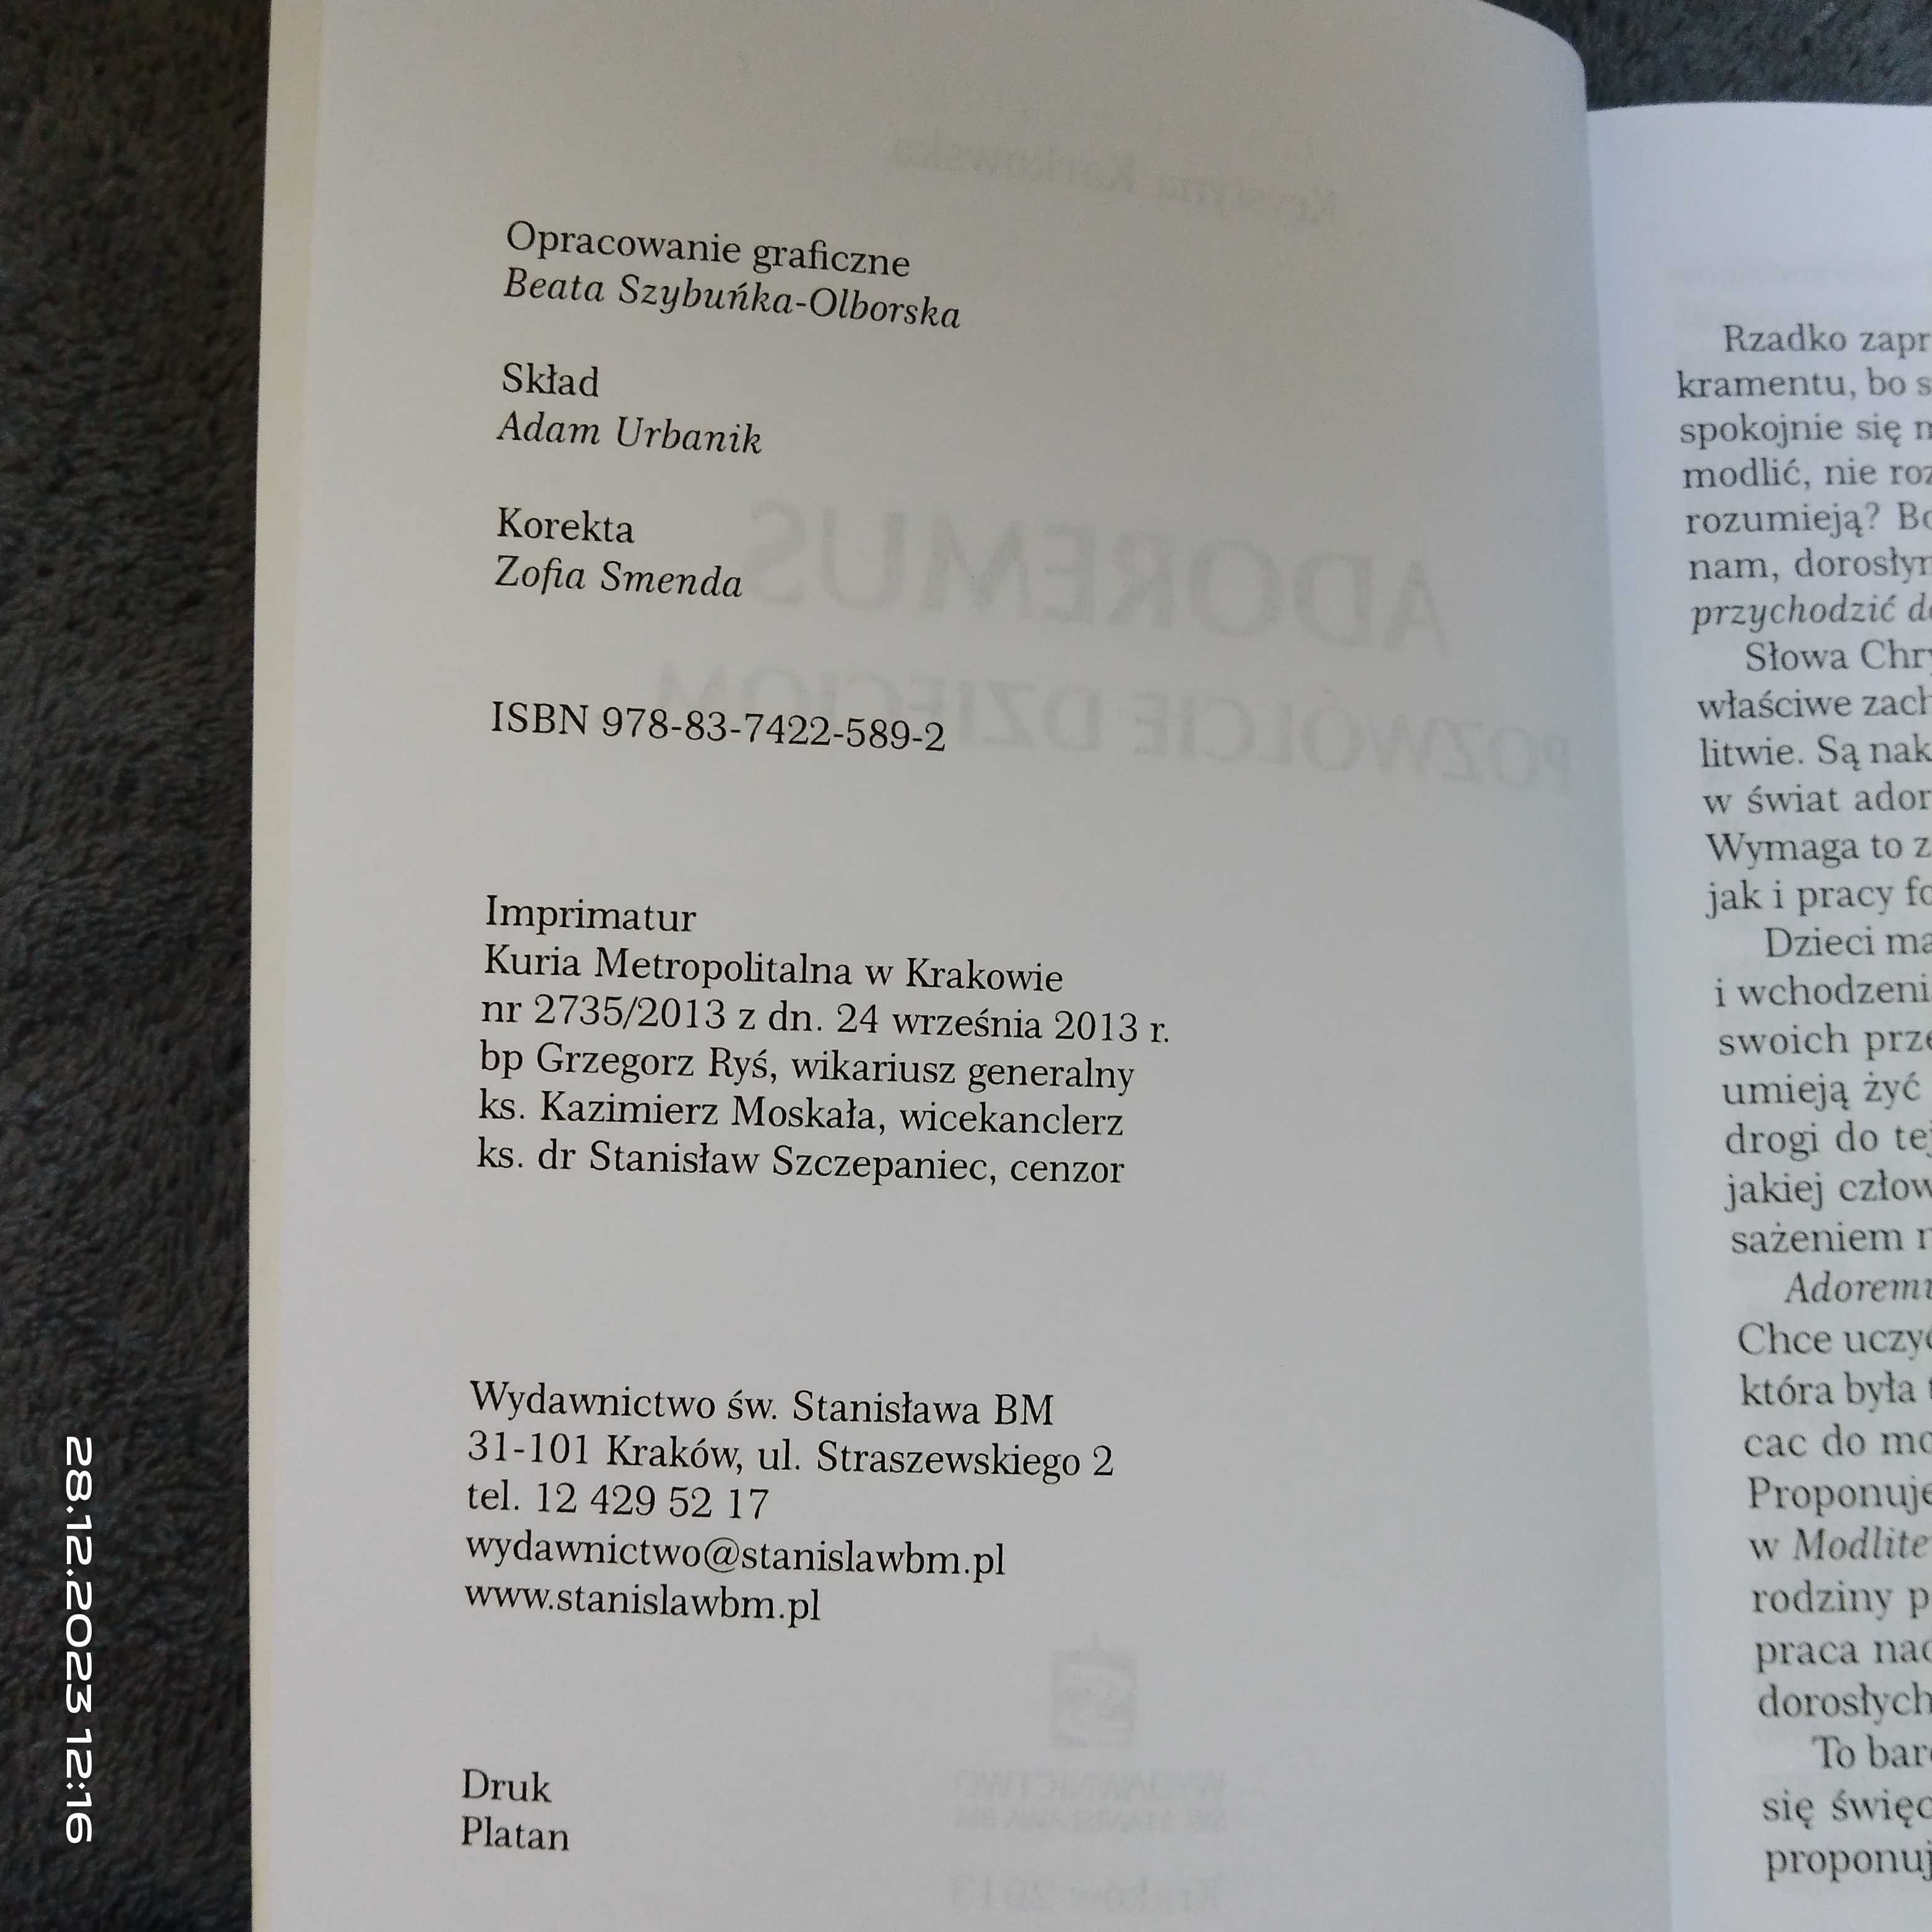 Opracowanie graficzne
Beata Szybuńka-Olborska
Skład
Adam Urbanik
Korekta
Zofia Smenda
ISBN 978-83-7422-589-2
Imprimatur
Kuria Metropolitalna w Krakowie
nr 2735/2013 z dn. 24 września 2013 r.
bp Grzegorz Ryś, wikariusz generalny
ks. Kazimierz Moskała, wicekanclerz
ks. dr Stanisław Szczepaniec, cenzor
Wydawnictwo św. Stanisława BM
31-101 Kraków, ul. Straszewskiego 2
tel. 12 429 52 17
wydawnictwo@stanislawbm.pl
www.stanislawbm.pl
Druk
Platan
Rzadko
kramentu, bo
spokojnie się
modlić, nie
rozumieją?
nam,
przychodzić
Słowa
właściwe
litwie. Są
w świat
Wymaga to
jak i pracy
Dzieci
i
swoich
umieją żyć
drogi do
jakiej
sażeniem
Chce
która była
cac do
Proponuje
w
rodziny
praca
To
się
28.12.2023 12:16